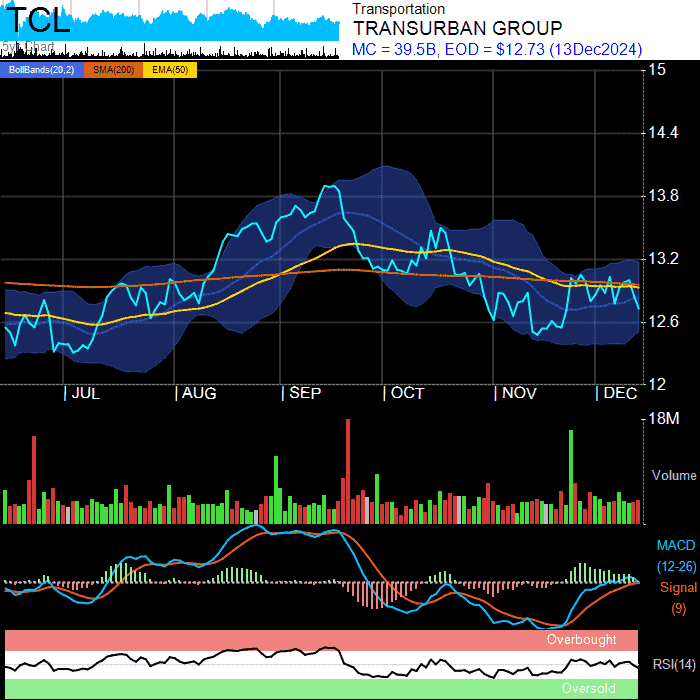 TCL
5yr Chart
Transportation
TRANSURBAN GROUP
MC = 39.5B, EOD = $12.73 (13Dec2024)
BollBands(20,2) SMA(200) EMA(50)
15
14.4
13.8
13.2
12.6
12
JUL AUG SEP OCT NOV DEC
18M
Volume
MACD
(12-26)
Signal
(9)
Overbought
RSI(14)
Oversold